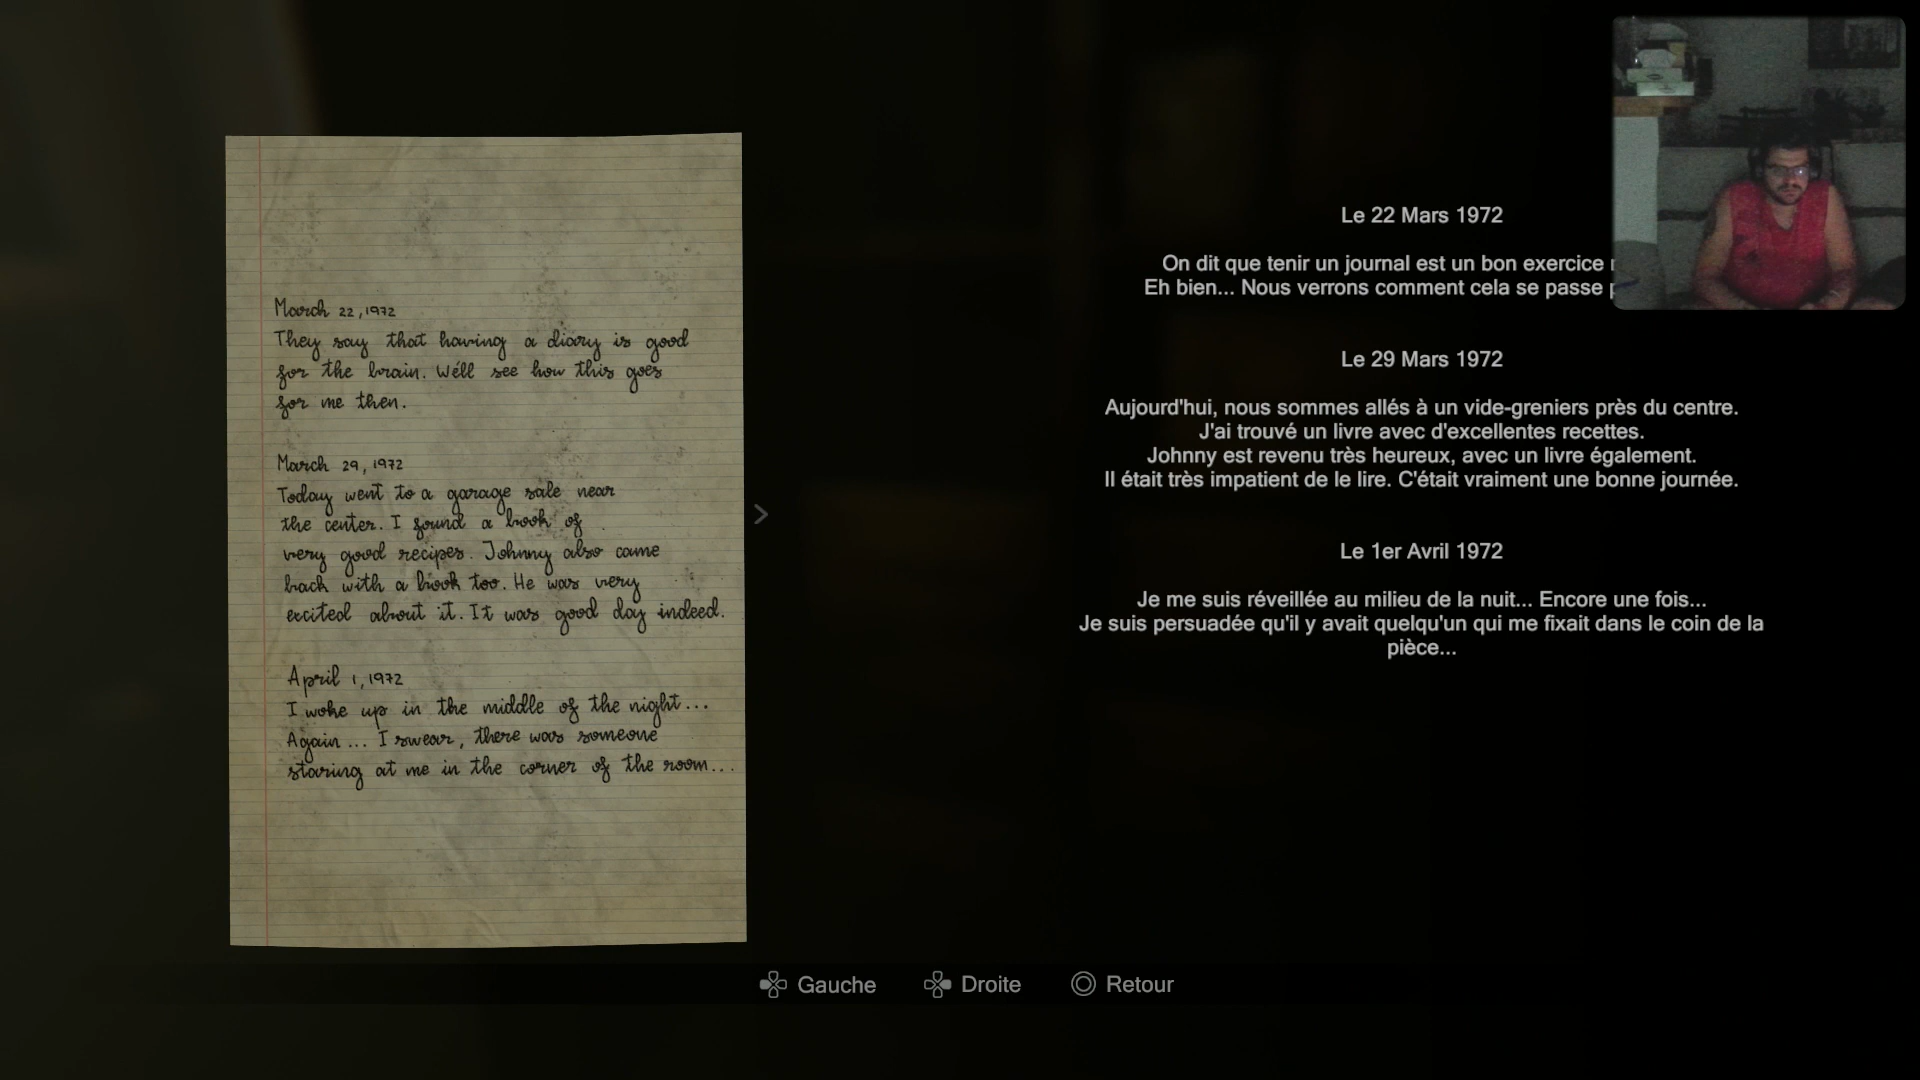 March 22, 1972
They say that having a diary is good
for the brain. We'll see how this goes
for me then.
March 29, 1972
Today went to a garage sale near
the center. I found a book of
very good recipes. Johnny also came
back with a book too. He was very
excited about it. It was good day indeed.
April 1, 1972
I woke up in the middle of the night...
Again... I swear, there was someone
staring at me in the corner of the room...
Le 22 Mars 1972
On dit que tenir un journal est un bon exercice
Eh bien... Nous verrons comment cela se passe
Le 29 Mars 1972
Aujourd'hui, nous sommes allés à un vide-greniers près du centre.
J'ai trouvé un livre avec d'excellentes recettes.
Johnny est revenu très heureux, avec un livre également.
Il était très impatient de le lire. C'était vraiment une bonne journée.
Le 1er Avril 1972
Je me suis réveillée au milieu de la nuit... Encore une fois...
Je suis persuadée qu'il y avait quelqu'un qui me fixait dans le coin de la
pièce...
Gauche Droite Retour